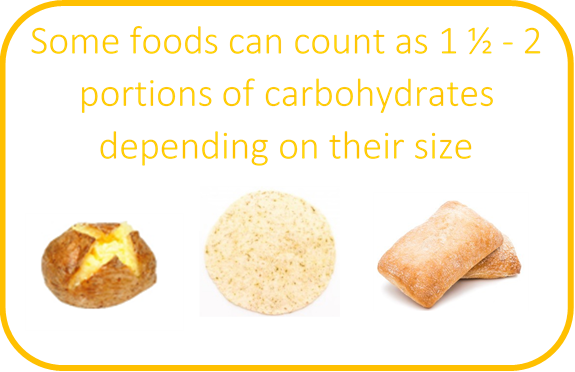 Some foods can count as 1 ½ - 2
portions of carbohydrates
depending on their size